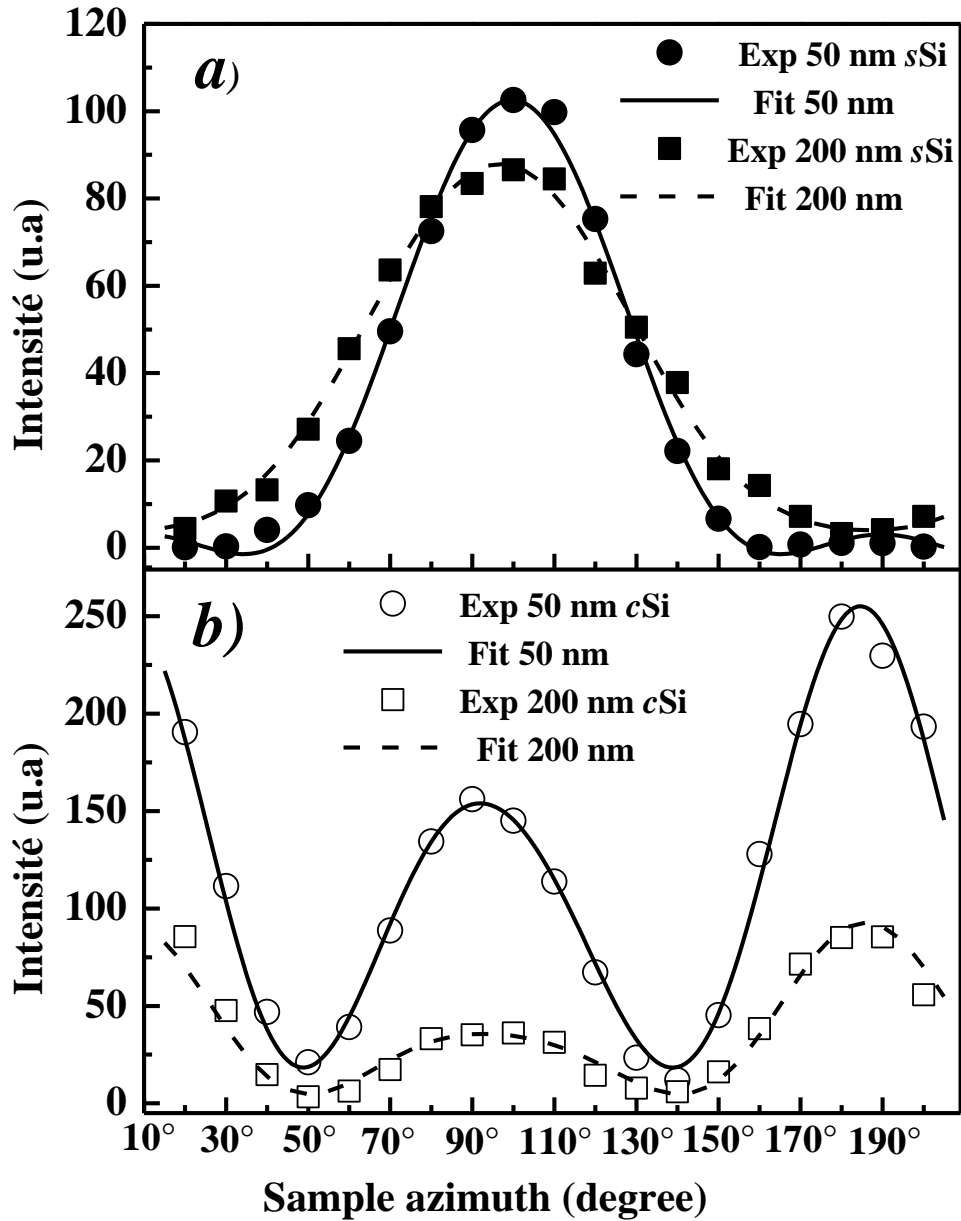 120
100
80
60
40
20
0
Intensité (u.a)
a)
Exp 50 nm sSi
Fit 50 nm
Exp 200 nm sSi
Fit 200 nm
250
200
150
100
50
0
Intensité (u.a)
b)
Exp 50 nm cSi
Fit 50 nm
Exp 200 nm cSi
Fit 200 nm
10° 30° 50° 70° 90° 110° 130° 150° 170° 190°
Sample azimuth (degree)